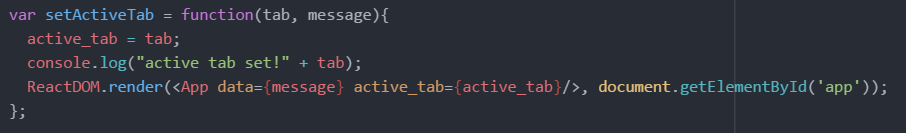 var setActiveTab = function(tab, message){
  active_tab = tab;
  console.log("active tab set!" + tab);
  ReactDOM.render(<App data={message} active_tab={active_tab}/>, document.getElementById('app'));
};